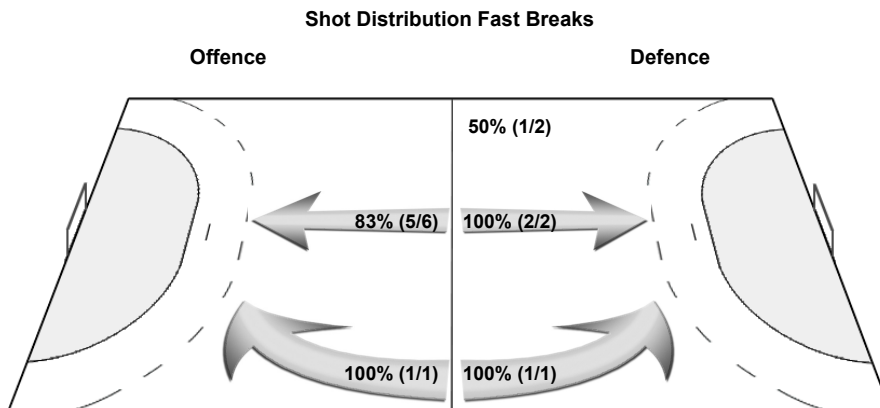 Shot Distribution Fast Breaks
Offence Defence
50% (1/2)
83% (5/6) 100% (2/2)
100% (1/1) 100% (1/1)